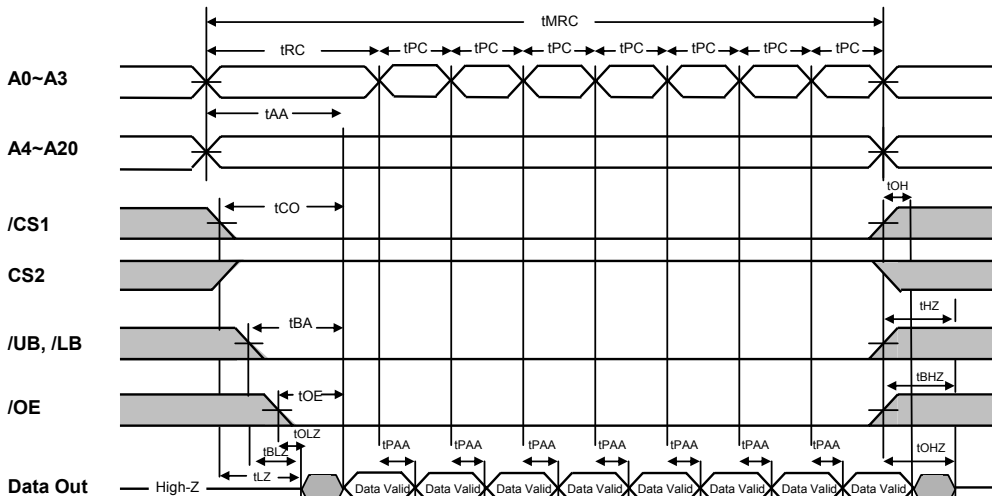 tMRC
tRC tPC tPC tPC tPC tPC tPC tPC
A0~A3
tAA
A4~A20
tOH
tCO
/CS1
CS2
tHZ
tBA
/UB, /LB
tBHZ
tOE
/OE
tOLZ
tPAA tPAA tPAA tPAA tPAA tPAA tPAA
tOHZ
tBLZ
tLZ
Data Out High-Z Data Valid Data Valid Data Valid Data Valid Data Valid Data Valid Data Valid Data Valid